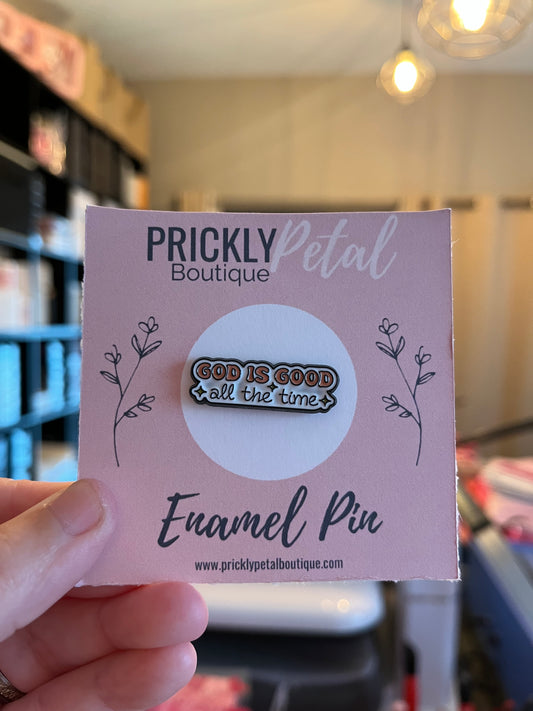 PRICKLY Petal
Boutique
GOD IS GOOD
all the time
Enamel Pin
www.pricklypetalboutique.com